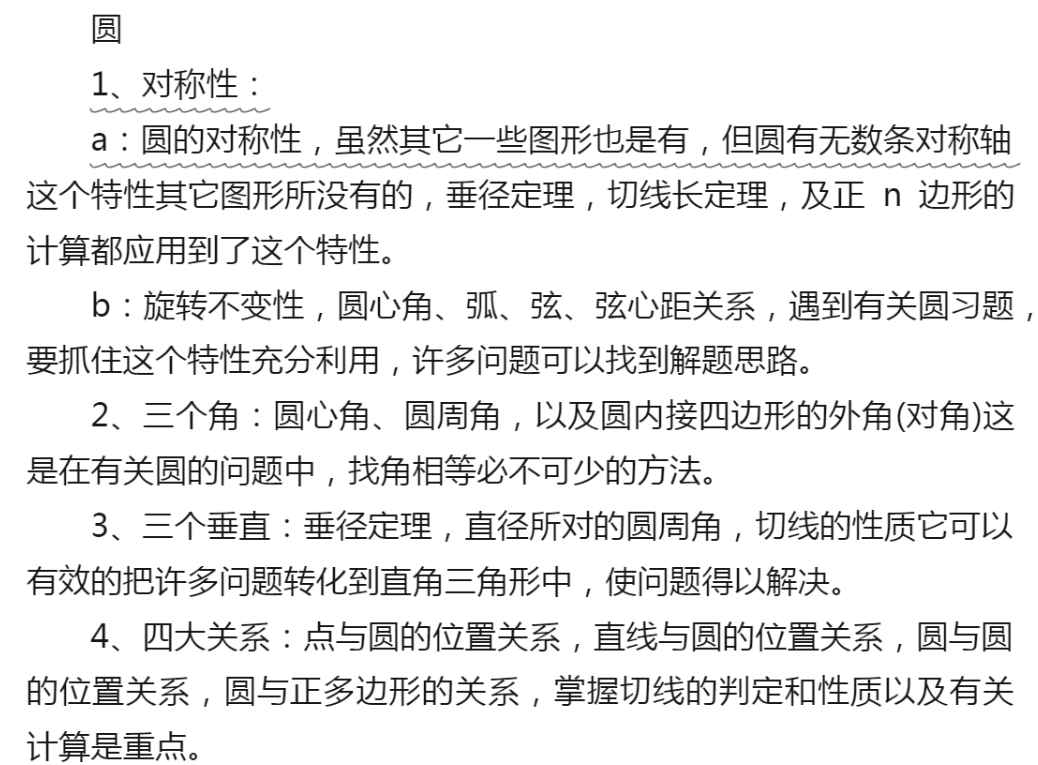 圆
1、对称性：
a：圆的对称性，虽然其它一些图形也是有，但圆有无数条对称轴
这个特性其它图形所没有的，垂径定理，切线长定理，及正 n 边形的
计算都应用到了这个特性。
b：旋转不变性，圆心角、弧、弦、弦心距关系，遇到有关圆习题，
要抓住这个特性充分利用，许多问题可以找到解题思路。
2、三个角：圆心角、圆周角，以及圆内接四边形的外角(对角)这
是在有关圆的问题中，找角相等必不可少的方法。
3、三个垂直：垂径定理，直径所对的圆周角，切线的性质它可以
有效的把许多问题转化到直角三角形中，使问题得以解决。
4、四大关系：点与圆的位置关系，直线与圆的位置关系，圆与圆
的位置关系，圆与正多边形的关系，掌握切线的判定和性质以及有关
计算是重点。